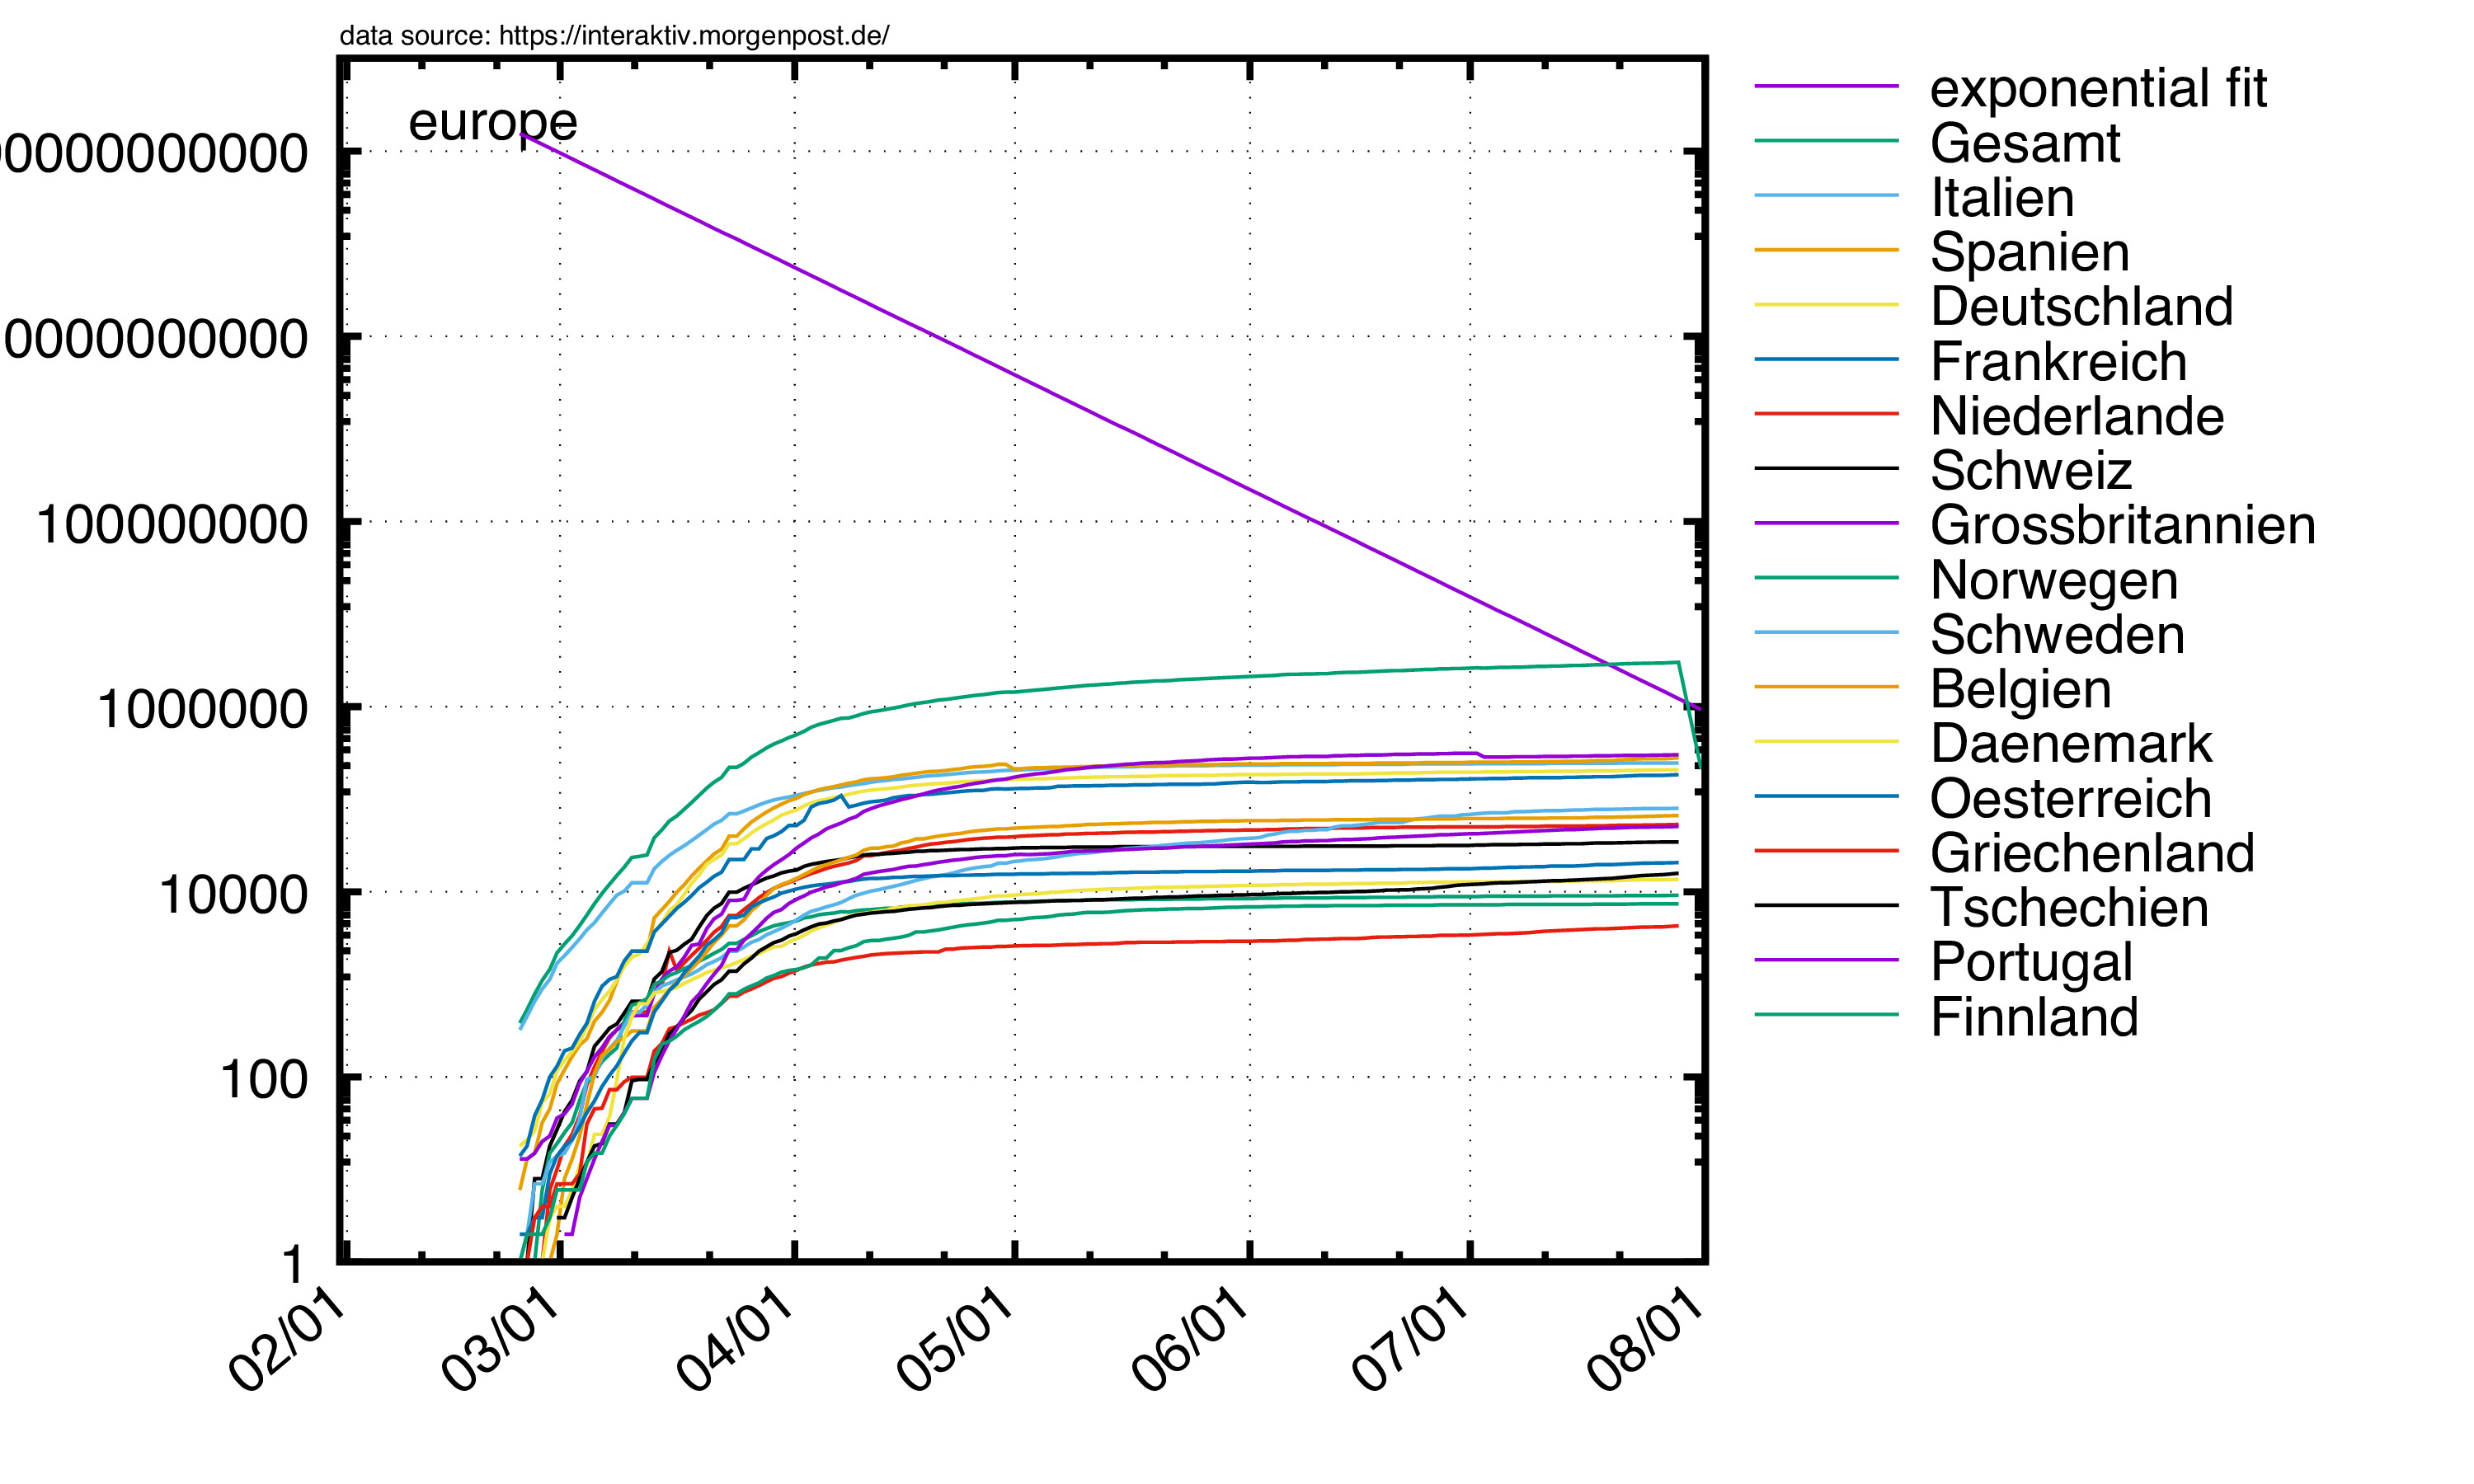 data source: https://interaktiv.morgenpost.de/
europe
00000000000
0000000000
100000000
1000000
10000
100
1
02/01
03/01
04/01
05/01
06/01
07/01
08/01
exponential fit
Gesamt
Italien
Spanien
Deutschland
Frankreich
Niederlande
Schweiz
Grossbritannien
Norwegen
Schweden
Belgien
Daenemark
Oesterreich
Griechenland
Tschechien
Portugal
Finnland